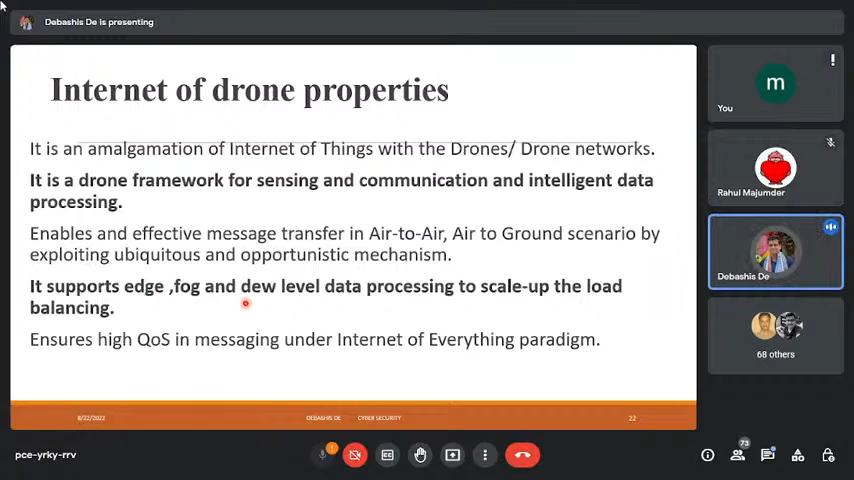 Debashis De is presenting
Internet of drone properties
It is an amalgamation of Internet of Things with the Drones/ Drone networks.
It is a drone framework for sensing and communication and intelligent data
processing.
Enables and effective message transfer in Air-to-Air, Air to Ground scenario by
exploiting ubiquitous and opportunistic mechanism.
It supports edge ,fog and dew level data processing to scale-up the load
balancing.
Ensures high QoS in messaging under Internet of Everything paradigm.
8/22/2022
DEBASHIS DE CYBER SECURITY
22
m
You
Rahul Majumder
Debashis De
68 others
pce-yrky-rrv
73